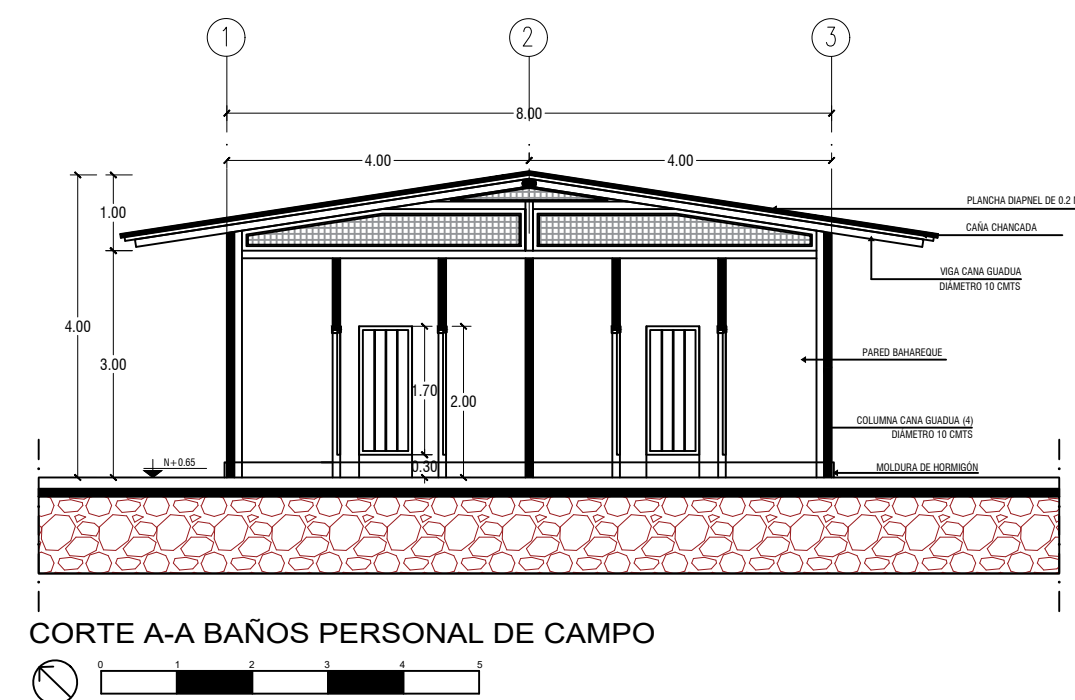 1
2
3
8.00
4.00
4.00
1.00
PLANCHA DIAPNEL DE 0.2
CAÑA CHANCADA
VIGA CANA GUADUA
DIÁMETRO 10 CMTS
4.00
3.00
PARED BAHAREQUE
1.70
2.00
COLUMNA CANA GUADUA (4)
DIÁMETRO 10 CMTS
N+0.65
0.30
MOLDURA DE HORMIGÓN
CORTE A-A BAÑOS PERSONAL DE CAMPO
0 1 2 3 4 5